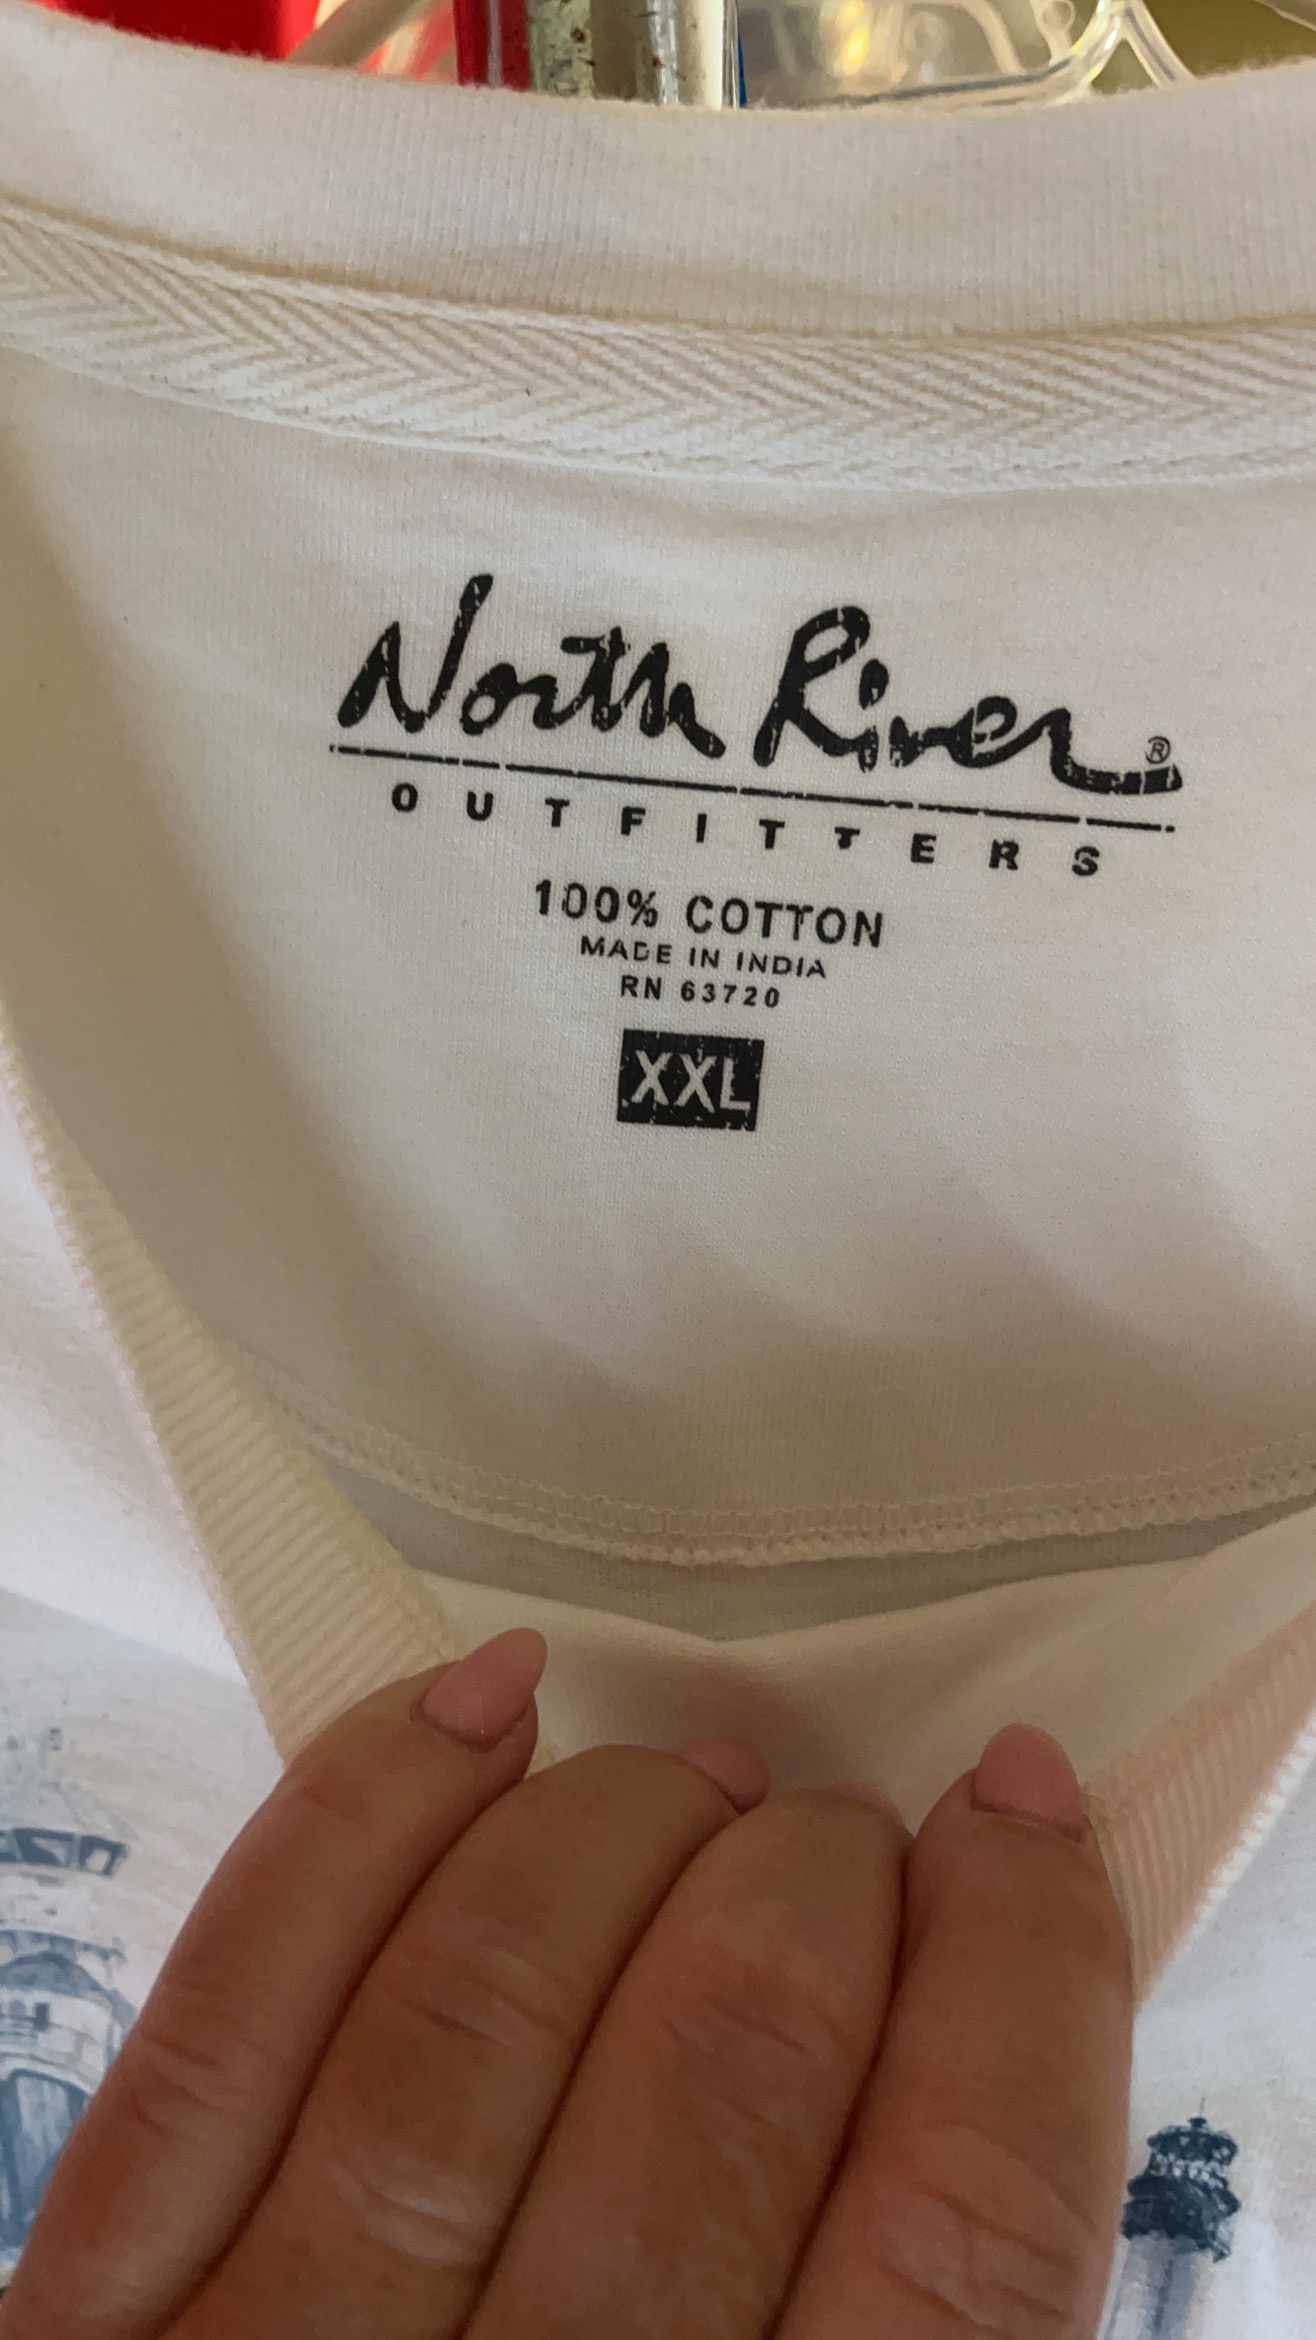 North River®
OUTFITTERS
100% COTTON
MADE IN INDIA
RN 63720
XXL